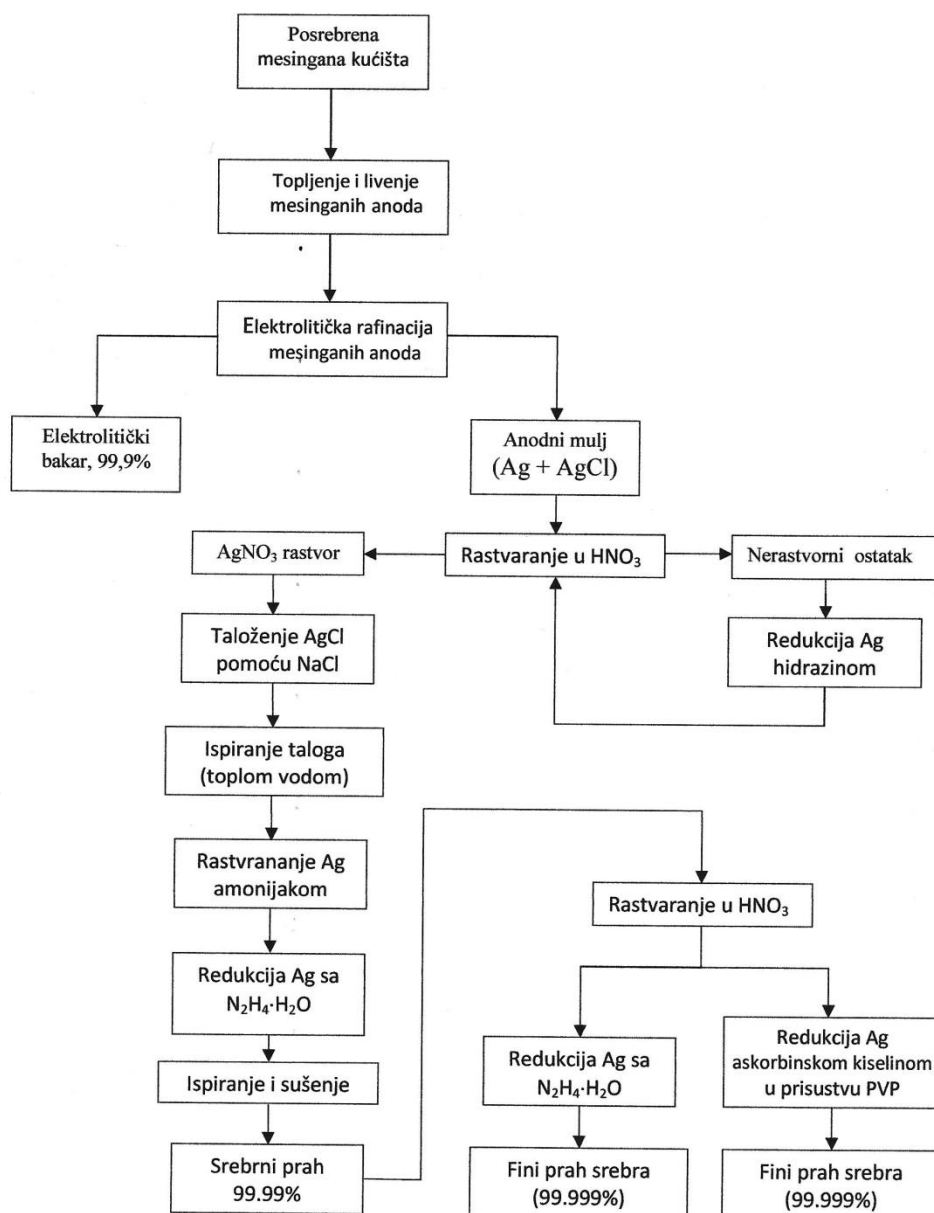 Posrebrena
mesingana kućišta
Topljenje i livenje
mesinganih anoda
Elektrolitička rafinacija
mesinganih anoda
Elektrolitički
bakar, 99,9%
Anodni mulj
(Ag + AgCl)
AgNO₃ rastvor
Rastvaranje u HNO₃
Nerastvorni ostatak
Taloženje AgCl
pomoću NaCl
Redukcija Ag
hidrazinom
Ispiranje taloga
(toplom vodom)
Rastvrananje Ag
amonijakom
Rastvaranje u HNO₃
Redukcija Ag sa
N₂H₄·H₂O
Redukcija Ag sa
N₂H₄·H₂O
Redukcija Ag
askorbinskom kiselinom
u prisustvu PVP
Ispiranje i sušenje
Srebrni prah
99.99%
Fini prah srebra
(99.999%)
Fini prah srebra
(99.999%)